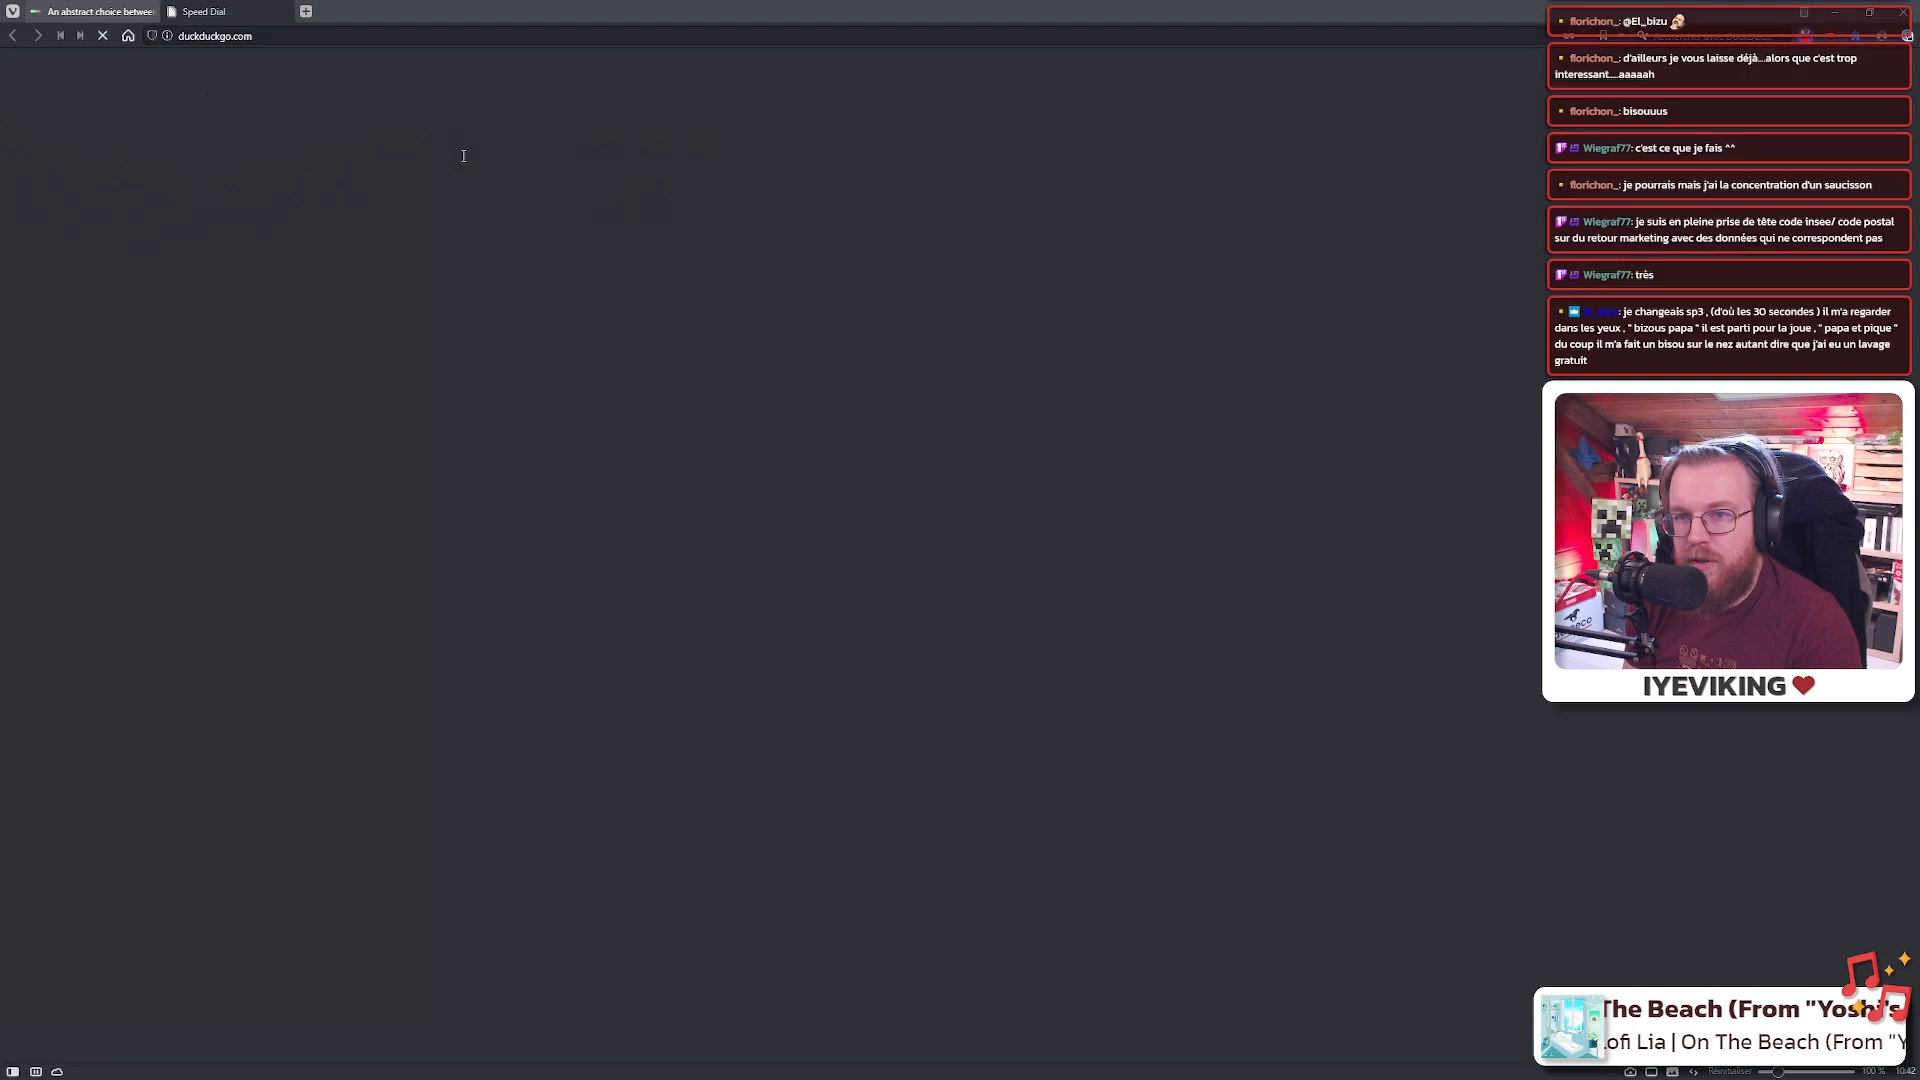 An abstract choice betwee
Speed Dial
duckduckgo.com
florichon_: @El_bizu
florichon_: d'ailleurs je vous laisse déjà....alors que c'est trop
interessant.....aaaaah
florichon_: bisouuus
Wiegraf77: c'est ce que je fais ^^
florichon_: je pourrais mais j'ai la concentration d'un saucisson
Wiegraf77: je suis en pleine prise de tête code insee/ code postal
sur du retour marketing avec des données qui ne correspondent pas
Wiegraf77: très
: je changeais sp3 , (d'où les 30 secondes ) il m'a regarder
dans les yeux , " bizous papa " il est parti pour la joue , " papa et pique "
du coup il m'a fait un bisou sur le nez autant dire que j'ai eu un lavage
gratuit
IYEVIKING
The Beach (From "Yoshi's
ofi Lia | On The Beach (From "Y
Réinitialiser
100 %
10:42